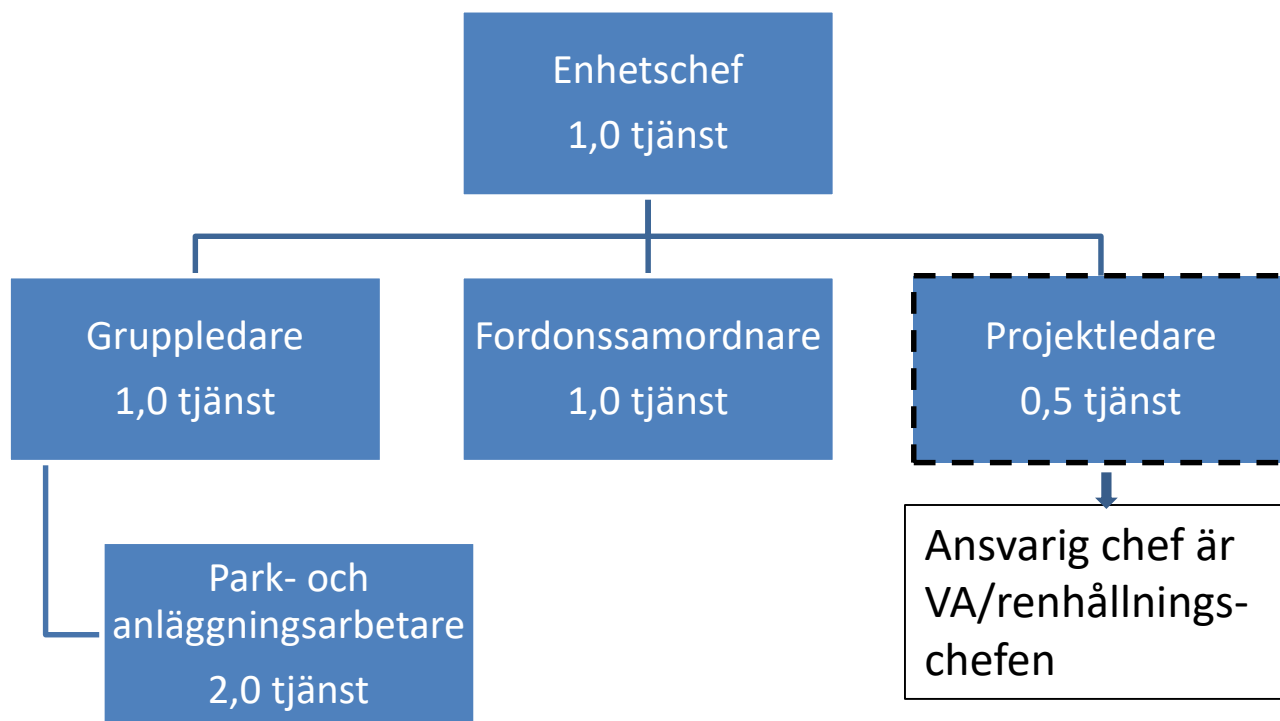 Enhetschef
1,0 tjänst
Gruppledare
1,0 tjänst
Fordonssamordnare
1,0 tjänst
Projektledare
0,5 tjänst
Park- och
anläggningsarbetare
2,0 tjänst
Ansvarig chef är
VA/renhållnings-
chefen